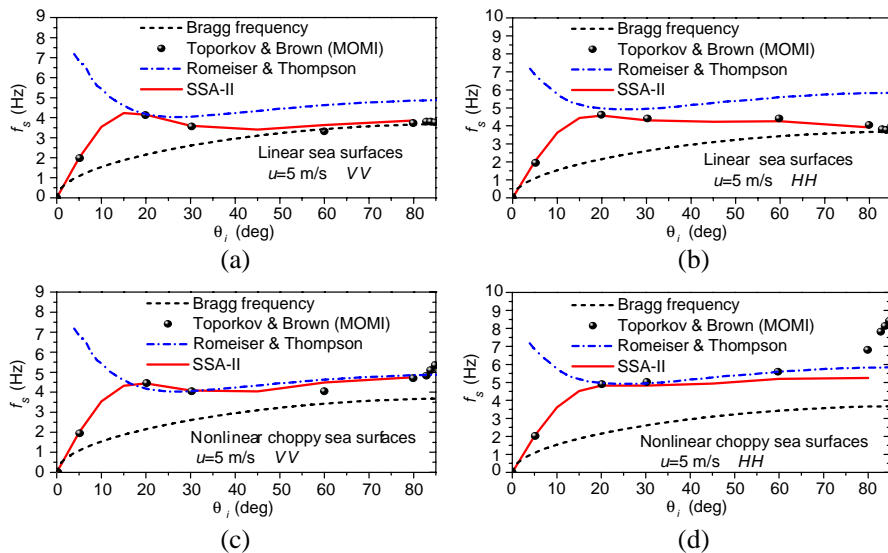 9
8
7
6
5
4
3
2
1
0
f_s (Hz)
Bragg frequency
Toporkov & Brown (MOMI)
Romeiser & Thompson
SSA-II
Linear sea surfaces
u=5 m/s VV
0 10 20 30 40 50 60 70 80
θ_i (deg)
(a)
10
9
8
7
6
5
4
3
2
1
0
f_s (Hz)
Bragg frequency
Toporkov & Brown (MOMI)
Romeiser & Thompson
SSA-II
Linear sea surfaces
u=5 m/s HH
0 10 20 30 40 50 60 70 80
θ_i (deg)
(b)
9
8
7
6
5
4
3
2
1
0
f_s (Hz)
Bragg frequency
Toporkov & Brown (MOMI)
Romeiser & Thompson
SSA-II
Nonlinear choppy sea surfaces
u=5 m/s VV
0 10 20 30 40 50 60 70 80
θ_i (deg)
(c)
10
9
8
7
6
5
4
3
2
1
0
f_s (Hz)
Bragg frequency
Toporkov & Brown (MOMI)
Romeiser & Thompson
SSA-II
Nonlinear choppy sea surfaces
u=5 m/s HH
0 10 20 30 40 50 60 70 80
θ_i (deg)
(d)